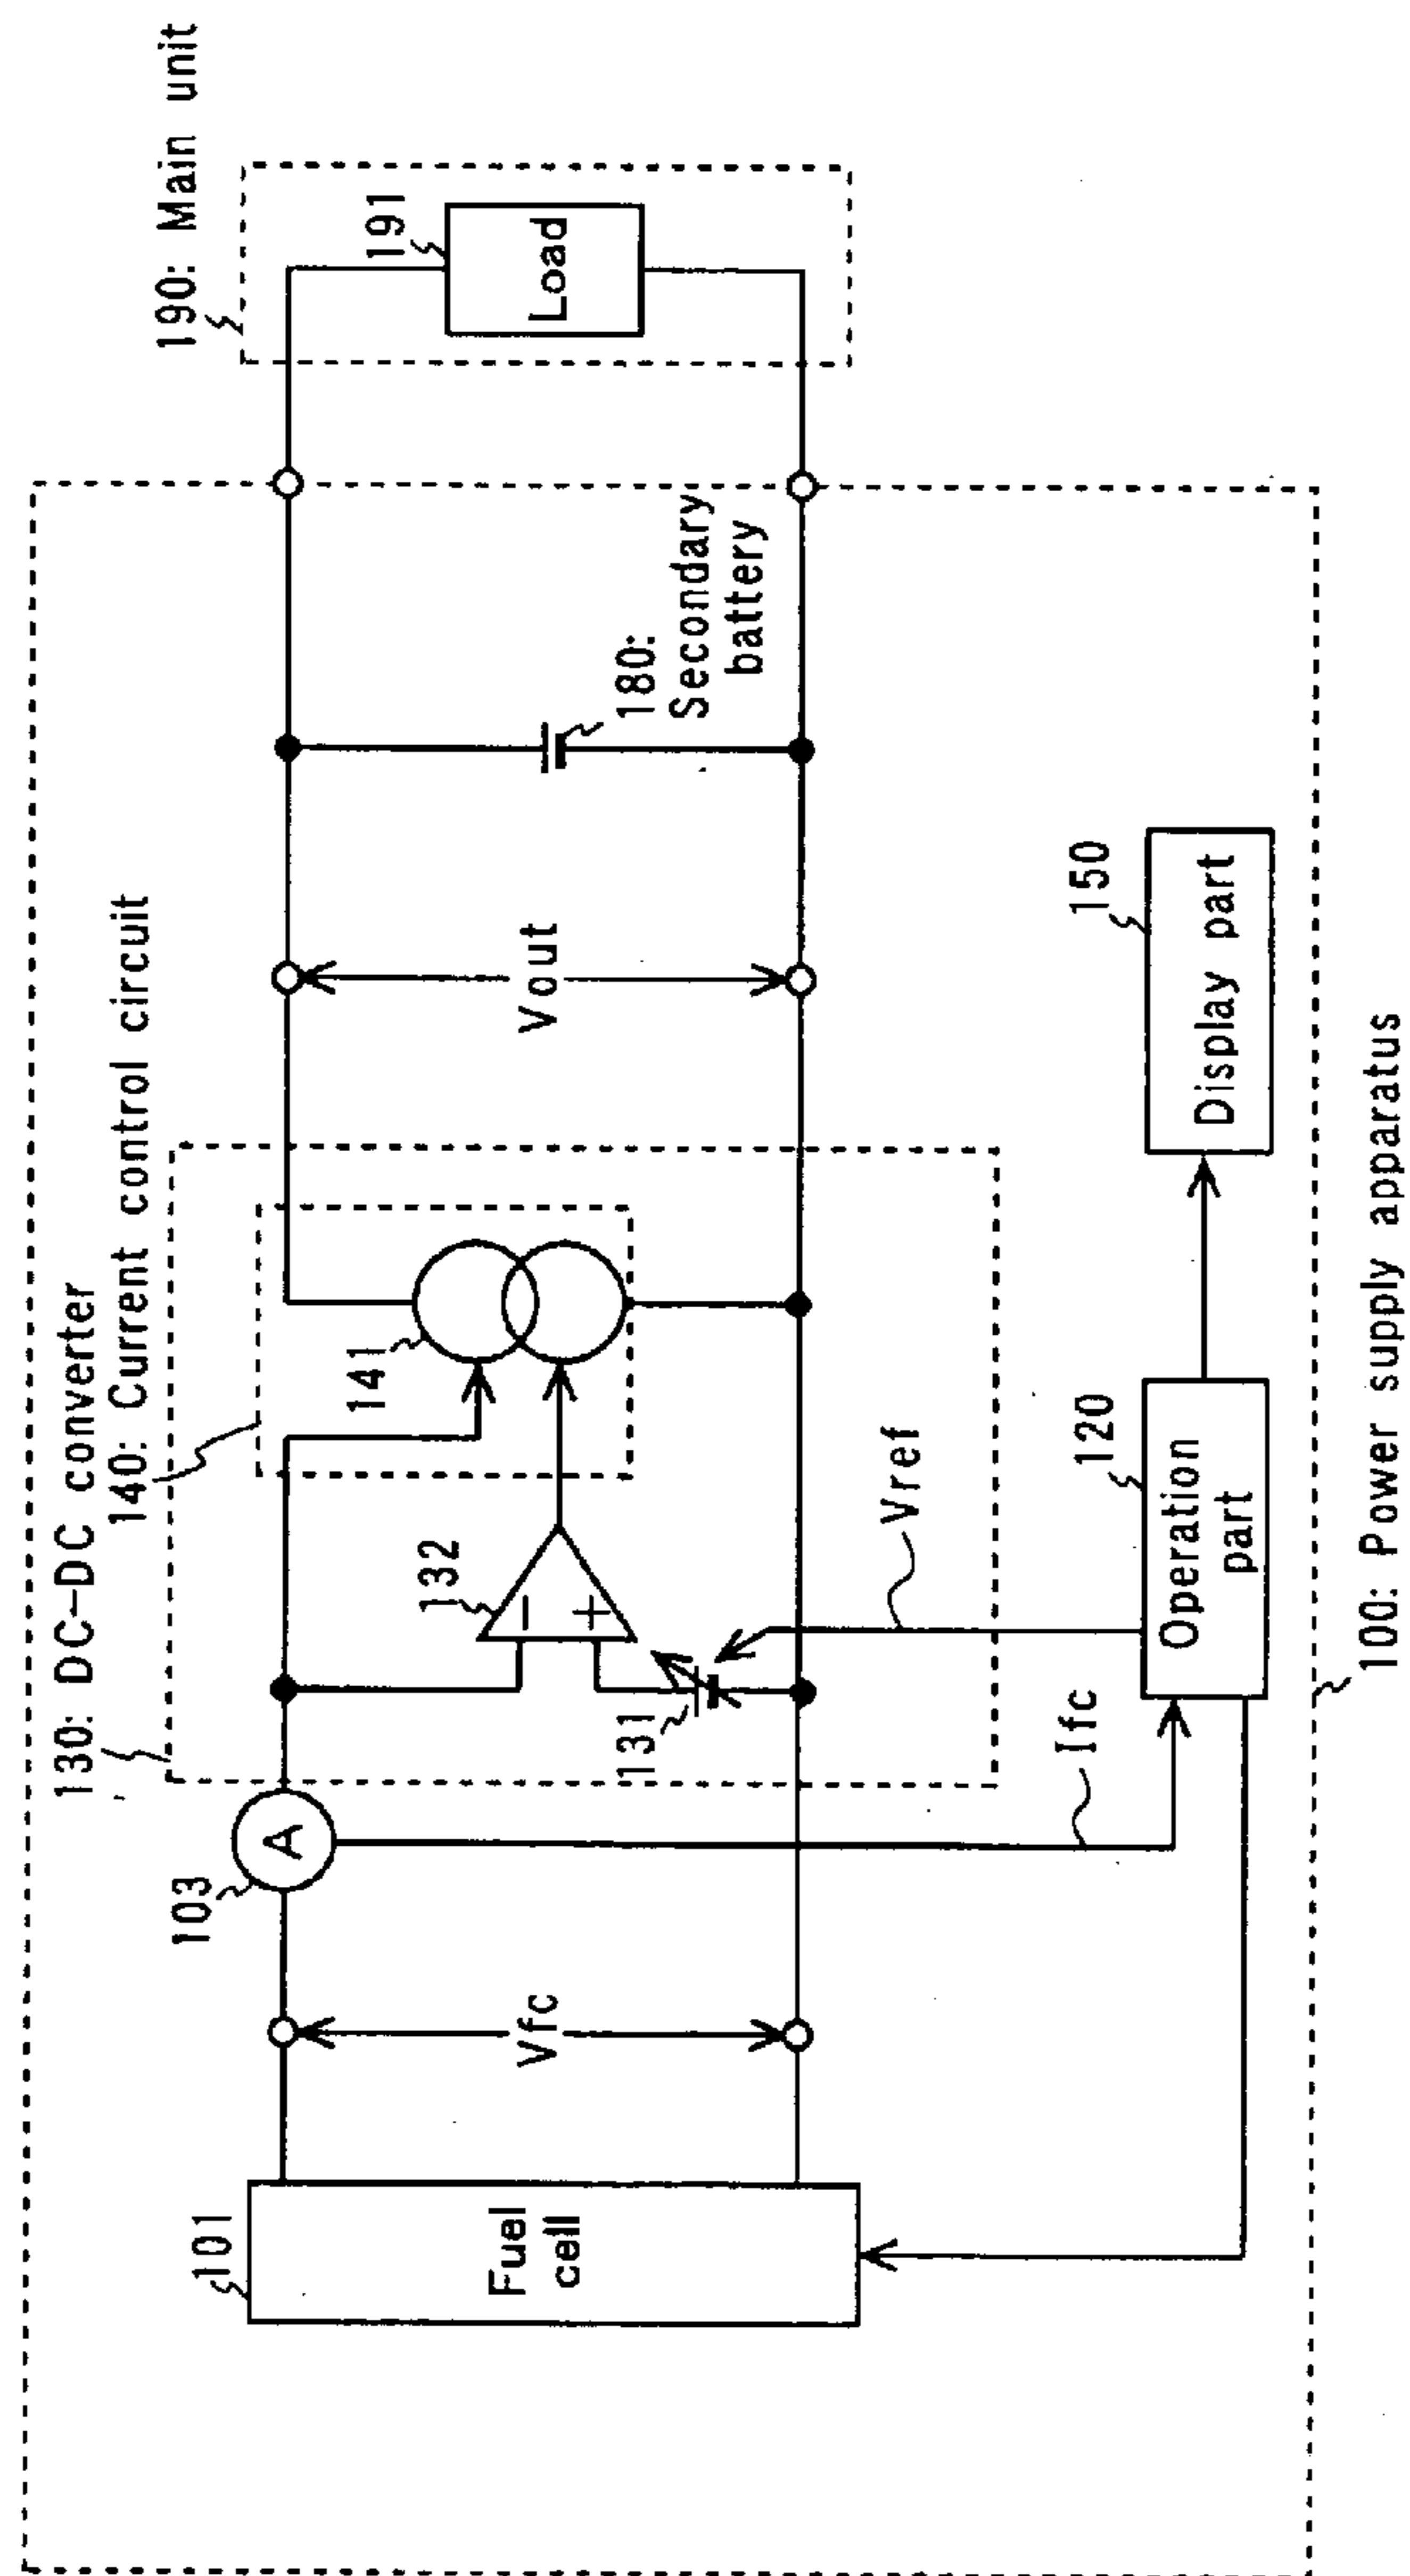 130: DC-DC converter
140: Current control circuit
190: Main unit
103
A
141
191
Load
101
Fuel
cell
Vfc
132
−
+
131
Vout
180:
Secondary
battery
Vref
Ifc
120
Operation
part
150
Display part
100: Power supply apparatus